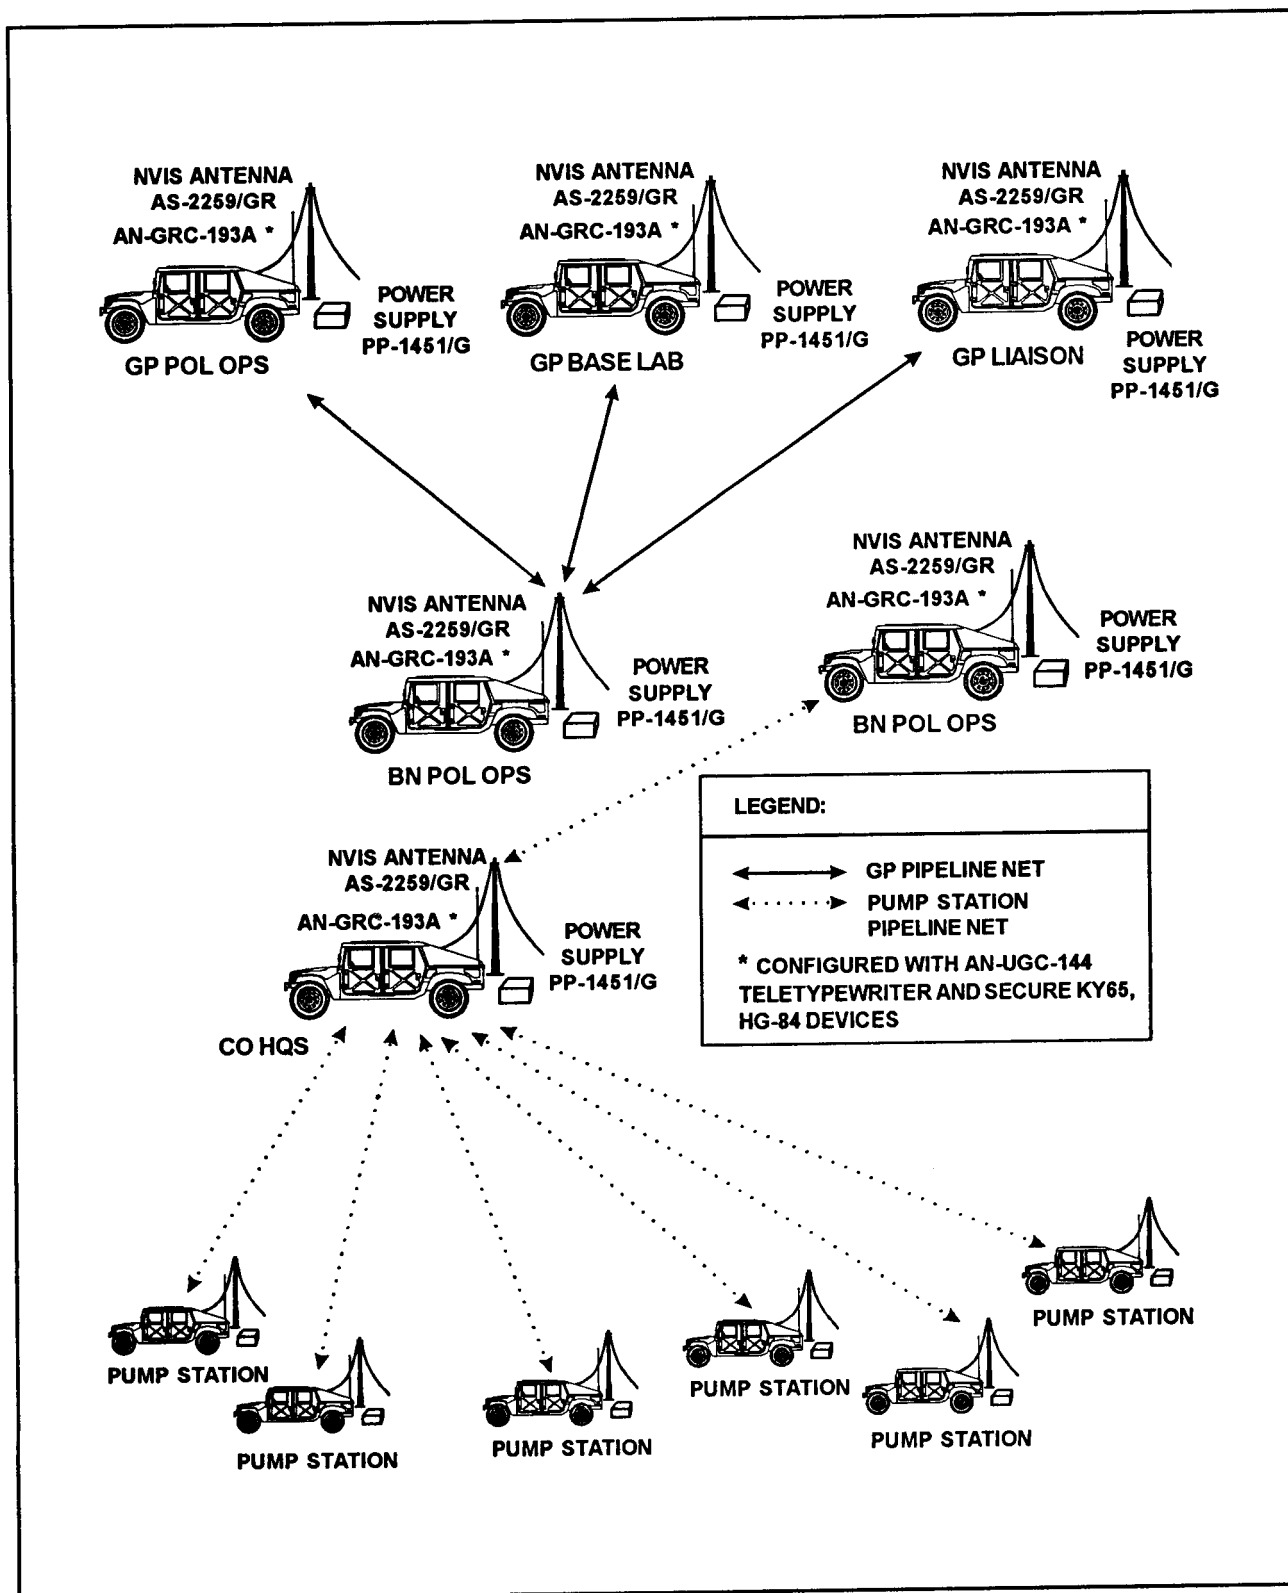 NVIS ANTENNA
AS-2259/GR
AN-GRC-193A *
POWER
SUPPLY
PP-1451/G
GP POL OPS
NVIS ANTENNA
AS-2259/GR
AN-GRC-193A *
POWER
SUPPLY
PP-1451/G
GP BASE LAB
NVIS ANTENNA
AS-2259/GR
AN-GRC-193A *
POWER
SUPPLY
PP-1451/G
GP LIAISON
NVIS ANTENNA
AS-2259/GR
AN-GRC-193A *
POWER
SUPPLY
PP-1451/G
BN POL OPS
NVIS ANTENNA
AS-2259/GR
AN-GRC-193A *
POWER
SUPPLY
PP-1451/G
BN POL OPS
LEGEND:
GP PIPELINE NET
PUMP STATION
PIPELINE NET
* CONFIGURED WITH AN-UGC-144
TELETYPEWRITER AND SECURE KY65,
HG-84 DEVICES
NVIS ANTENNA
AS-2259/GR
AN-GRC-193A *
POWER
SUPPLY
PP-1451/G
CO HQS
PUMP STATION
PUMP STATION
PUMP STATION
PUMP STATION
PUMP STATION
PUMP STATION